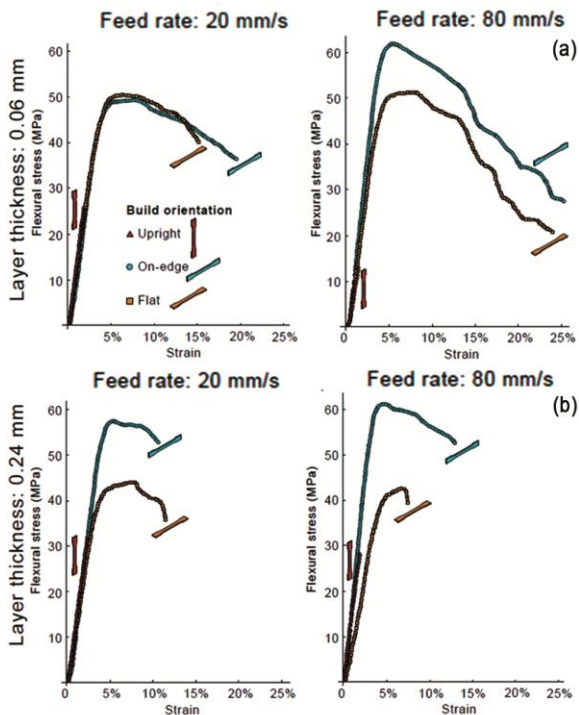 Feed rate: 20 mm/s
Feed rate: 80 mm/s
(a)
Layer thickness: 0.06 mm
Flexural stress (MPa)
60
50
40
30
20
10
0
5%
10%
15%
20%
25%
Strain
Build orientation
Upright
On-edge
Flat
Flexural stress (MPa)
60
50
40
30
20
10
0
5%
10%
15%
20%
25%
Strain
Feed rate: 20 mm/s
Feed rate: 80 mm/s
(b)
Layer thickness: 0.24 mm
Flexural stress (MPa)
60
50
40
30
20
10
0
5%
10%
15%
20%
25%
Strain
Flexural stress (MPa)
60
50
40
30
20
10
0
5%
10%
15%
20%
25%
Strain